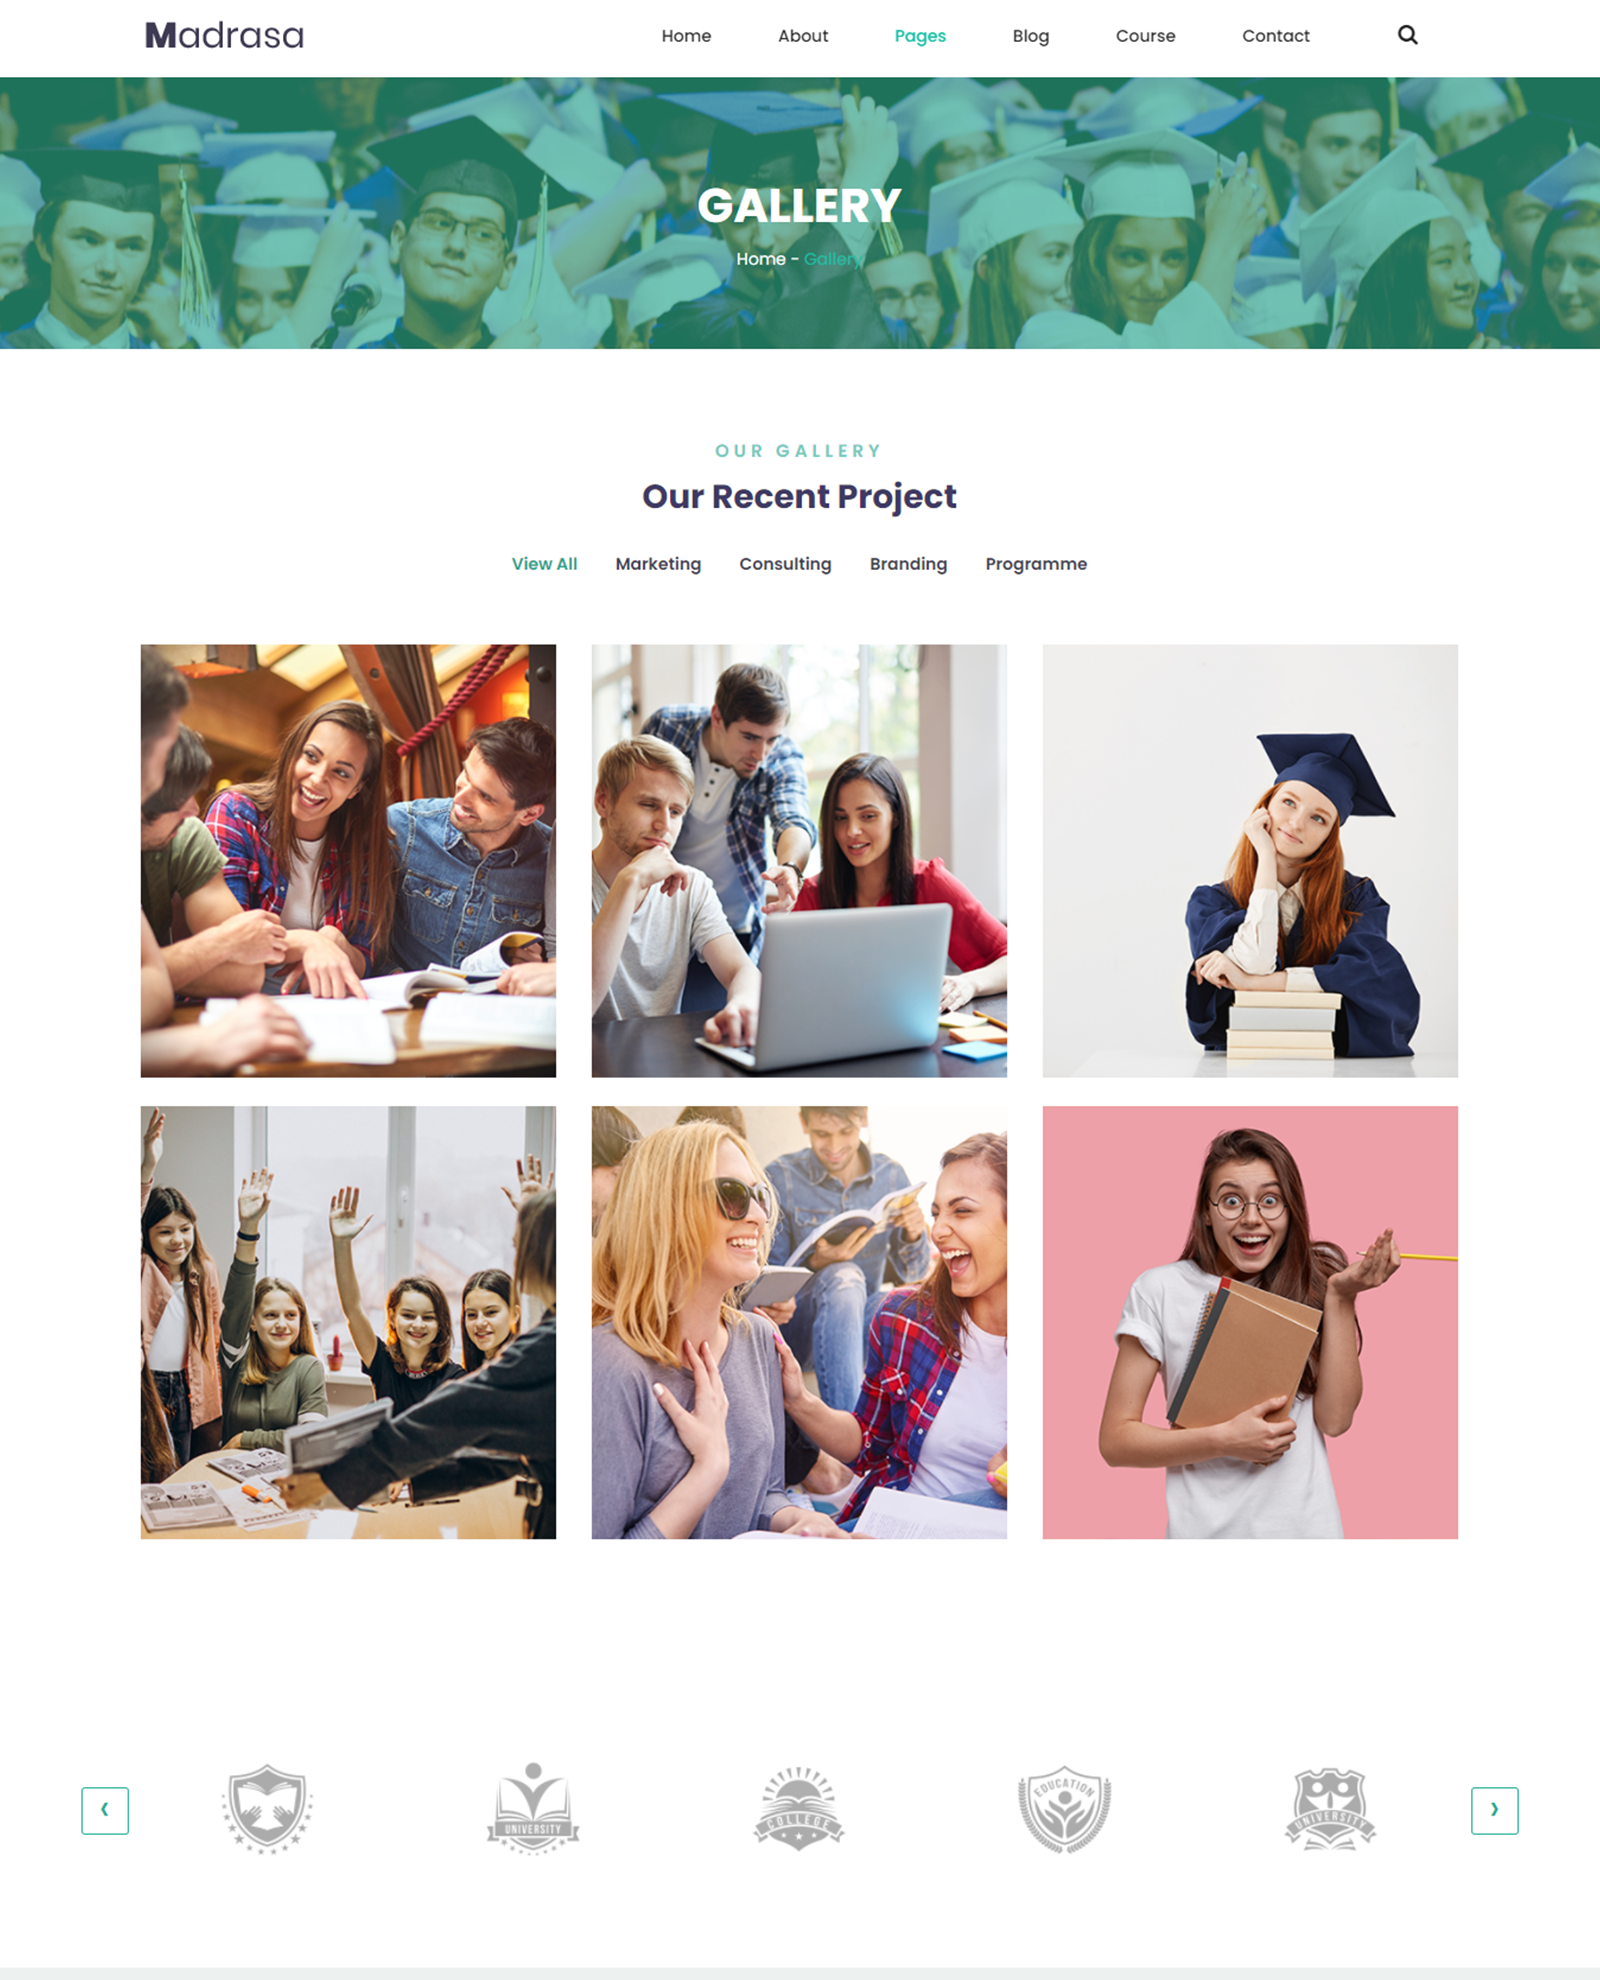 Madrasa
Home About Pages Blog Course Contact
GALLERY
Home - Gallery
OUR GALLERY
Our Recent Project
View All Marketing Consulting Branding Programme
UNIVERSITY
COLLEGE
EDUCATION
UNIVERSITY